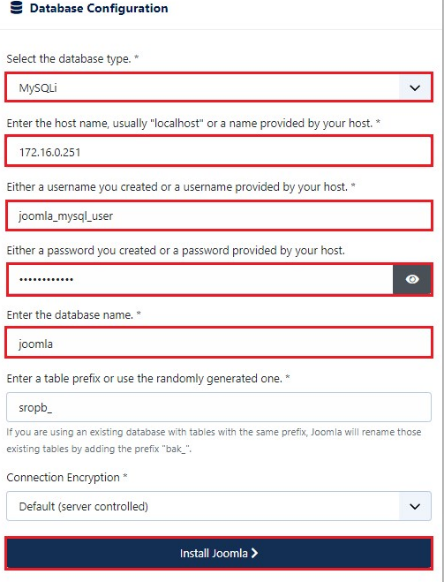 Database Configuration
Select the database type. *
MySQLi
Enter the host name, usually "localhost" or a name provided by your host. *
172.16.0.251
Either a username you created or a username provided by your host. *
joomla_mysql_user
Either a password you created or a password provided by your host.
••••••••••••
Enter the database name. *
joomla
Enter a table prefix or use the randomly generated one. *
sropb_
If you are using an existing database with tables with the same prefix, Joomla will rename those
existing tables by adding the prefix "bak_".
Connection Encryption *
Default (server controlled)
Install Joomla